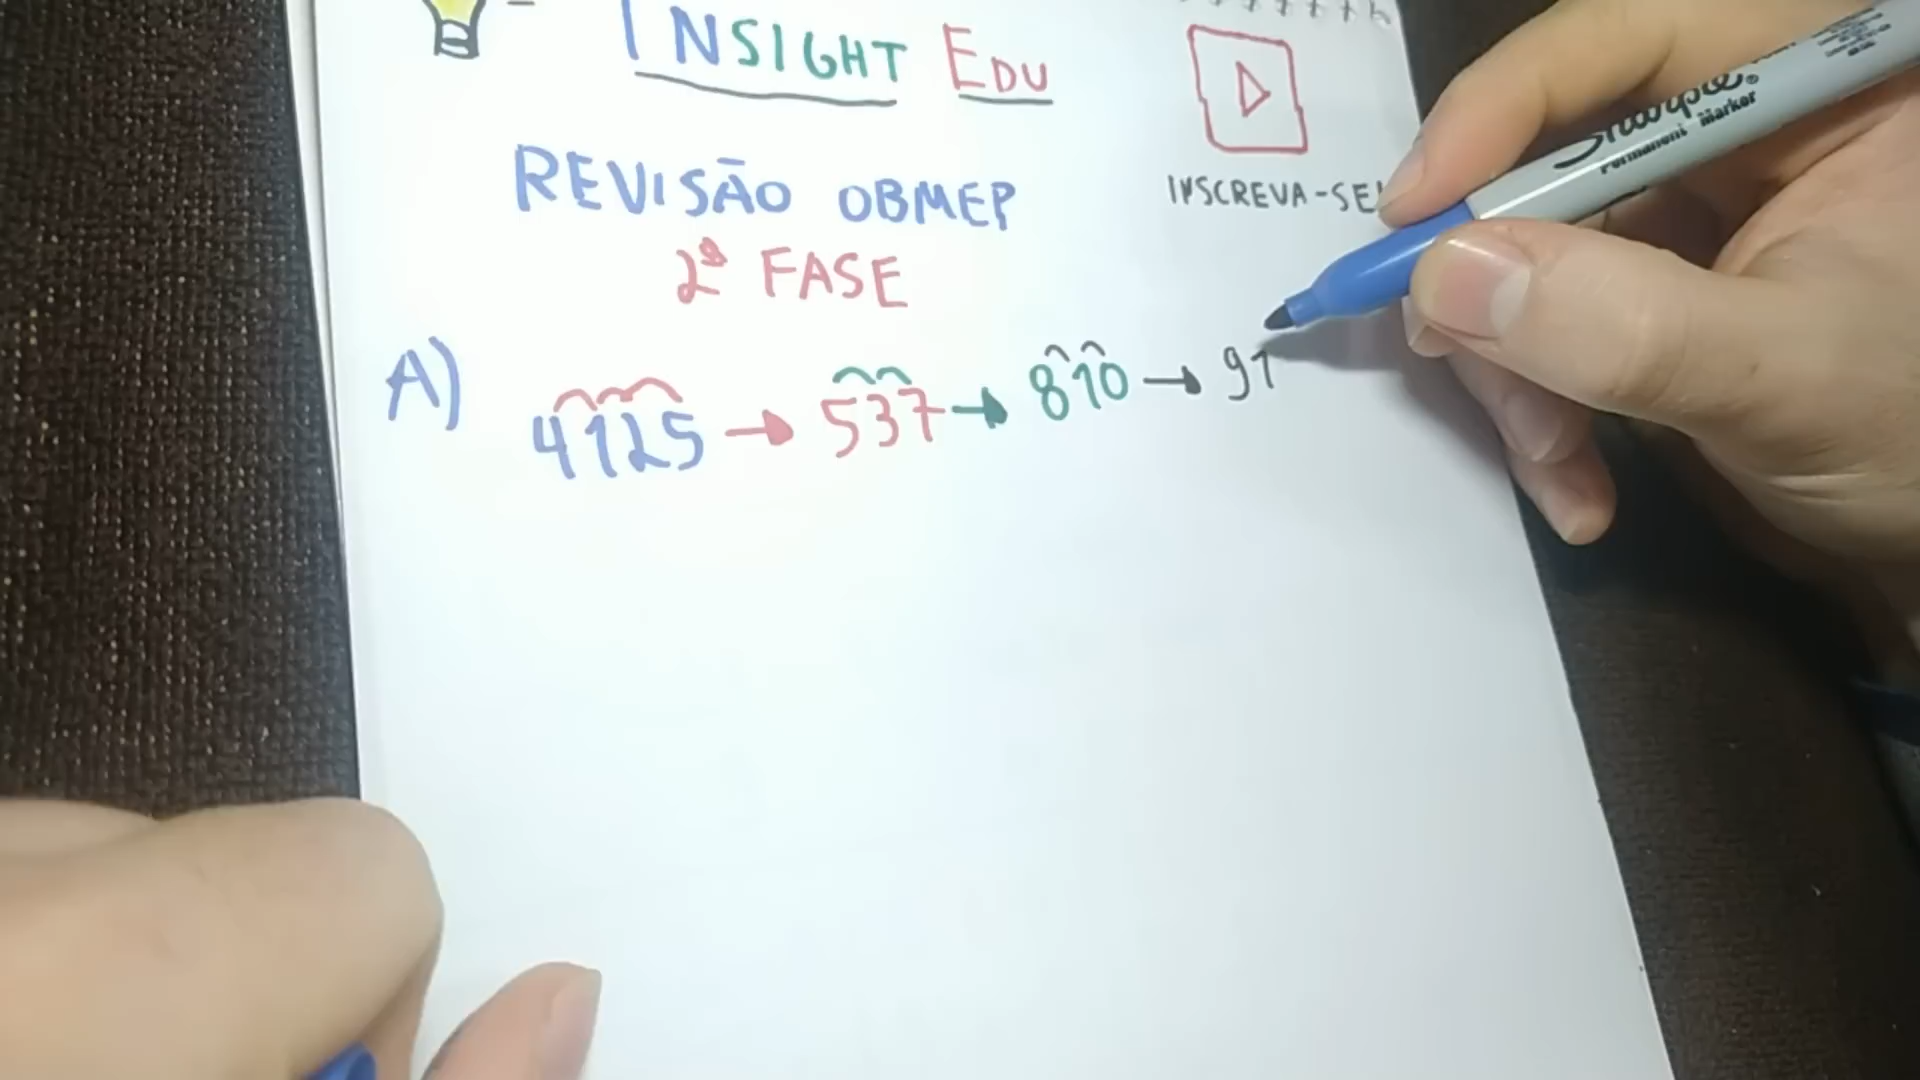 INSIGHT EDU
REVISÃO OBMEP
2ª FASE
INSCREVA-SE!
A) 4125 → 537 → 810 → 91
Sharpie®
Permanent Marker